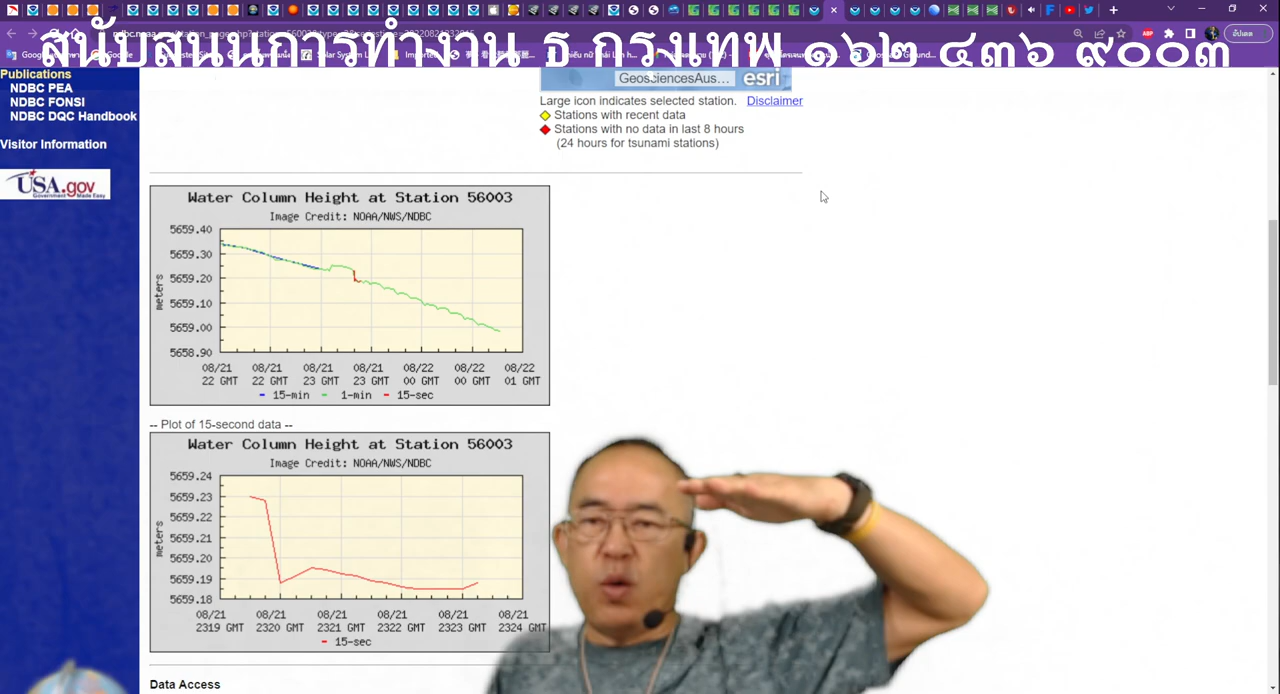 สนับสนุนการทำงาน ธ.กรุงเทพ ๑๖๒ ๔๓๖ ๙๐๐๓
Publications
NDBC PEA
NDBC FONSI
NDBC DQC Handbook
Visitor Information
USA.gov
GeosciencesAus... esri
Large icon indicates selected station. Disclaimer
Stations with recent data
Stations with no data in last 8 hours
(24 hours for tsunami stations)
Water Column Height at Station 56003
Image Credit: NOAA/NWS/NDBC
5659.40
5659.30
5659.20
5659.10
5659.00
5658.90
meters
08/21 08/21 08/21 08/21 08/22 08/22 08/22
22 GMT 22 GMT 23 GMT 23 GMT 00 GMT 00 GMT 01 GMT
15-min 1-min 15-sec
-- Plot of 15-second data --
Water Column Height at Station 56003
Image Credit: NOAA/NWS/NDBC
5659.24
5659.23
5659.22
5659.21
5659.20
5659.19
5659.18
meters
08/21 08/21 08/21 08/21 08/21 08/21
2319 GMT 2320 GMT 2321 GMT 2322 GMT 2323 GMT 2324 GMT
15-sec
Data Access